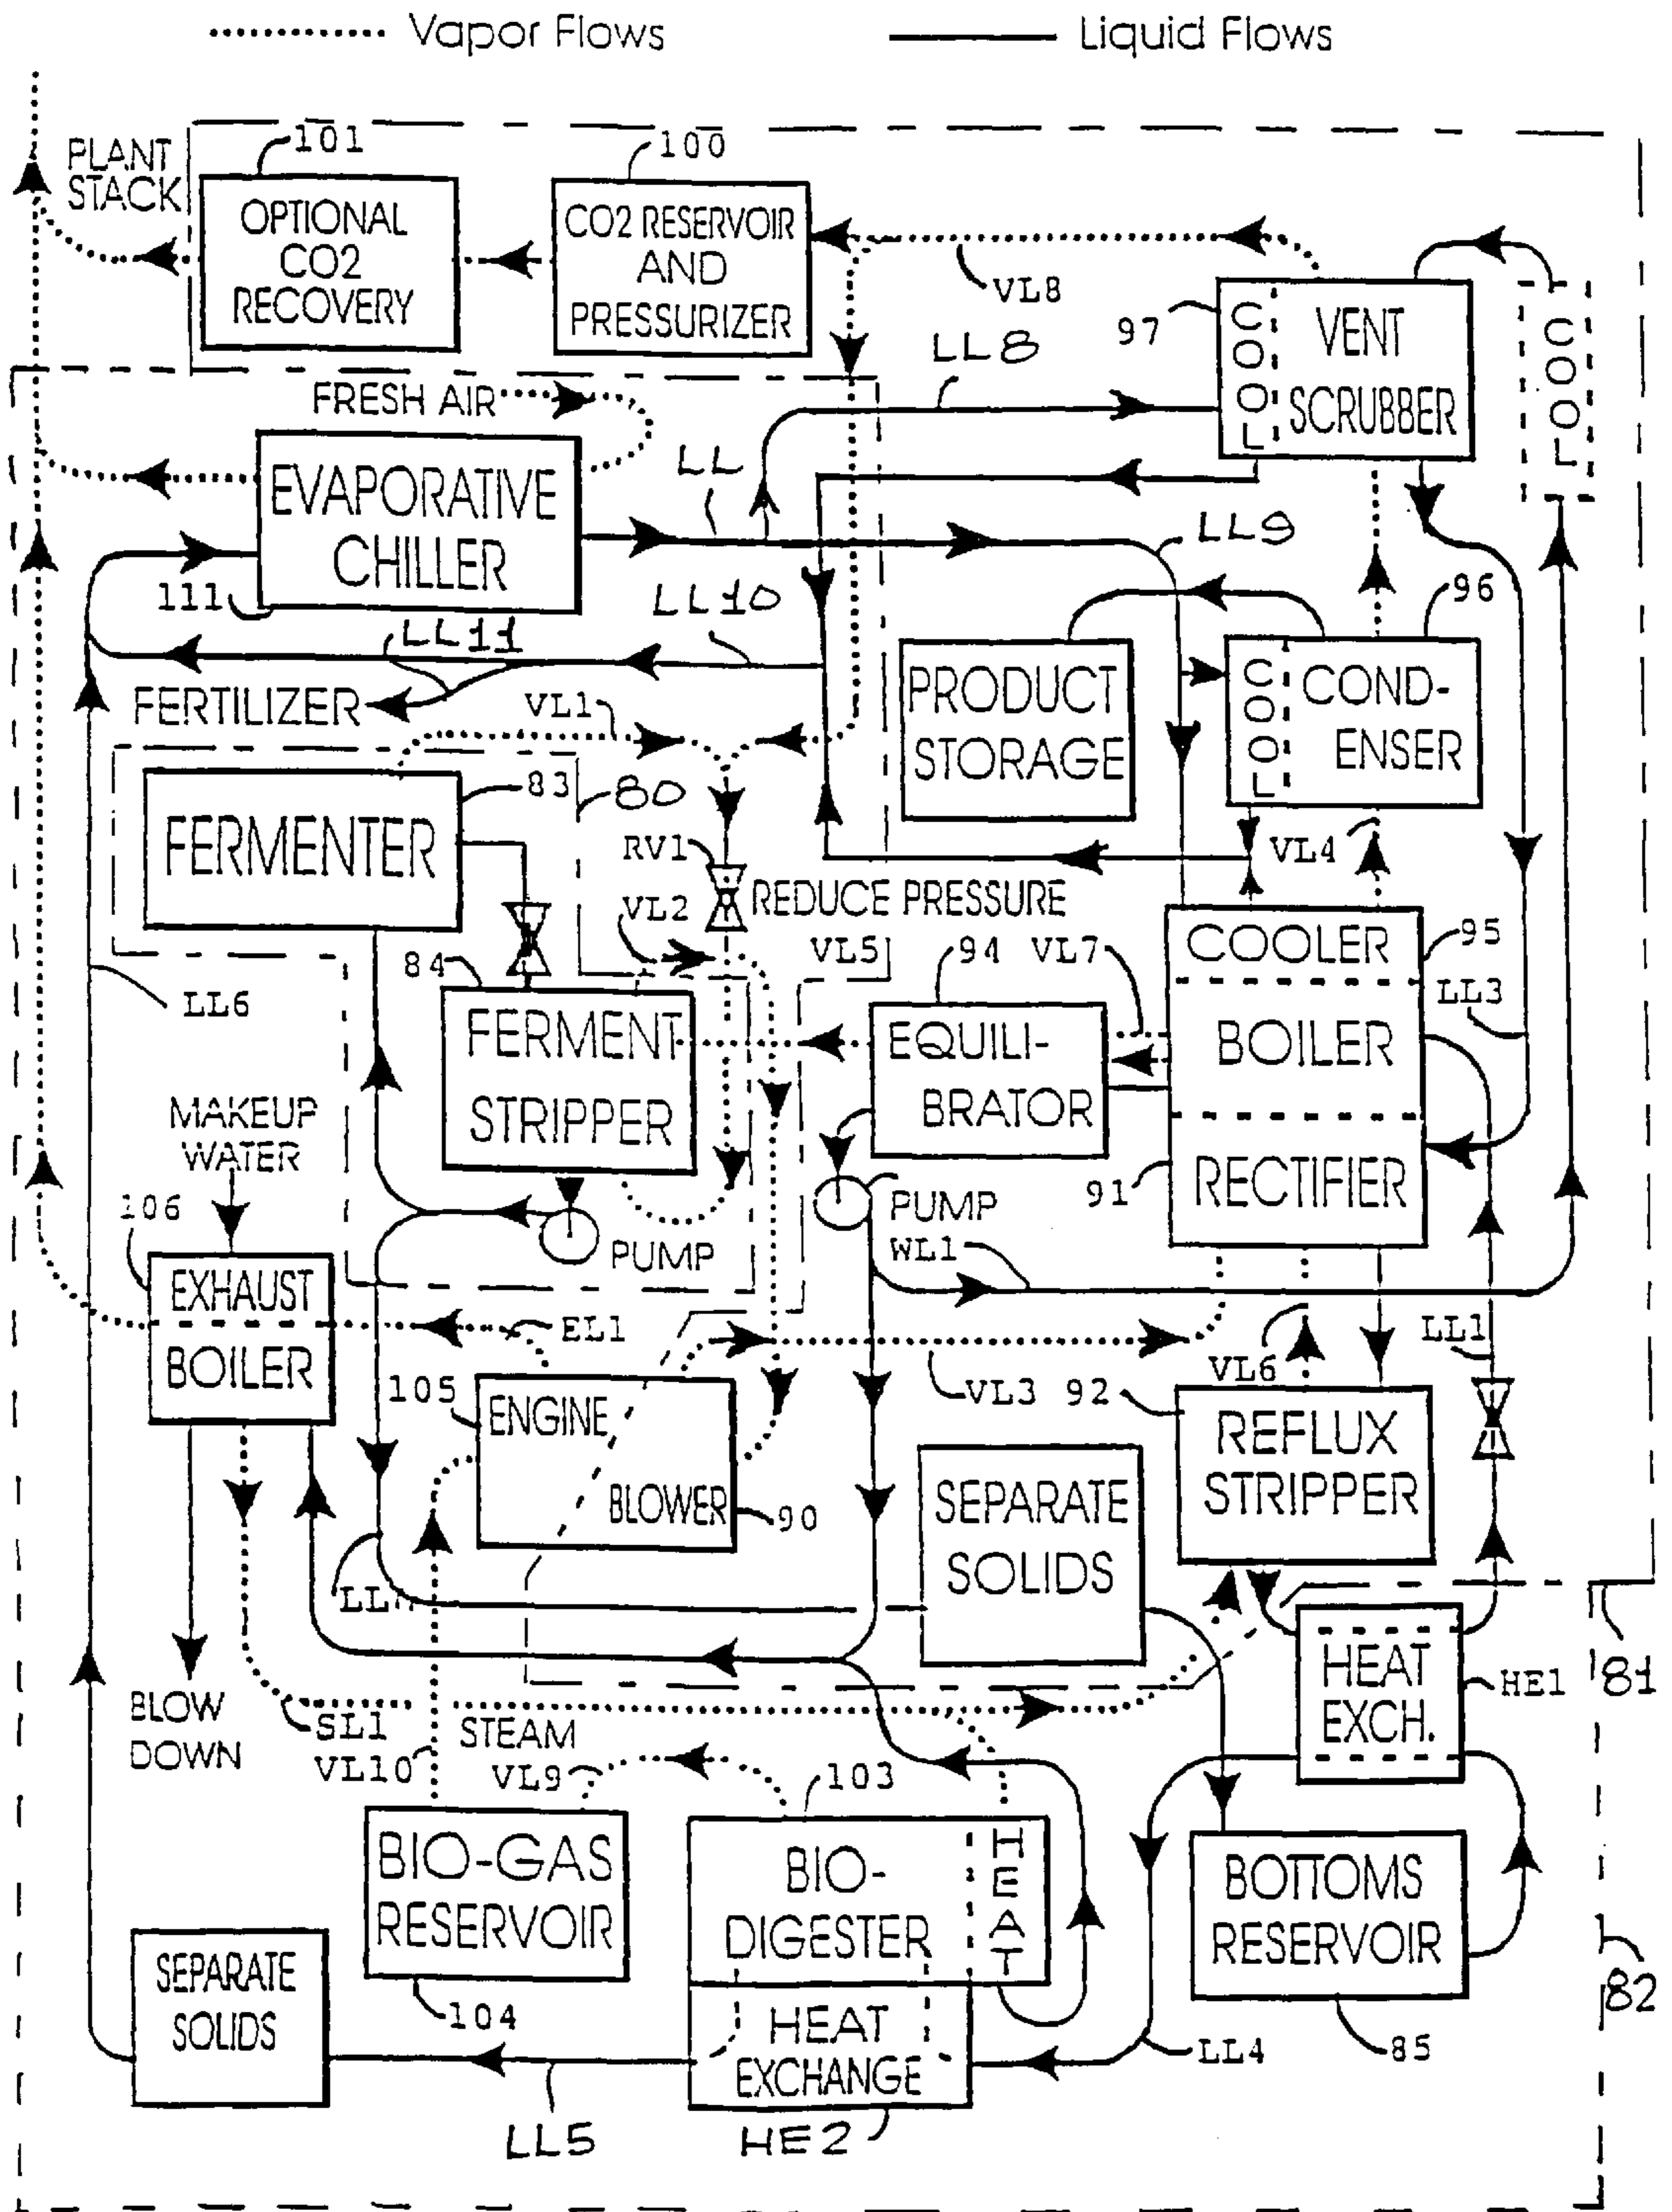 Vapor Flows
Liquid Flows
PLANT
STACK
101
100
OPTIONAL
CO2
RECOVERY
CO2 RESERVOIR
AND
PRESSURIZER
VL8
97
COOL
VENT
SCRUBBER
COOL
LL8
FRESH AIR
LL
EVAPORATIVE
CHILLER
111
LL9
LL10
LL11
96
FERTILIZER
VL1
PRODUCT
STORAGE
COOL
COND-
ENSER
83
80
FERMENTER
RV1
VL4
REDUCE PRESSURE
VL2
VL5
94
VL7
COOLER
95
84
LL3
LL6
FERMENT
STRIPPER
EQUILI-
BRATOR
BOILER
MAKEUP
WATER
RECTIFIER
91
106
PUMP
PUMP
WL1
EXHAUST
BOILER
EL1
LL1
VL6
105
VL3
92
ENGINE
BLOWER
90
REFLUX
STRIPPER
SEPARATE
SOLIDS
HEAT
EXCH.
HE1
81
BLOW
DOWN
SL1
STEAM
VL10
VL9
103
BIO-GAS
RESERVOIR
BIO-
DIGESTER
HEAT
BOTTOMS
RESERVOIR
82
SEPARATE
SOLIDS
104
HEAT
EXCHANGE
LL4
85
LL5
HE2